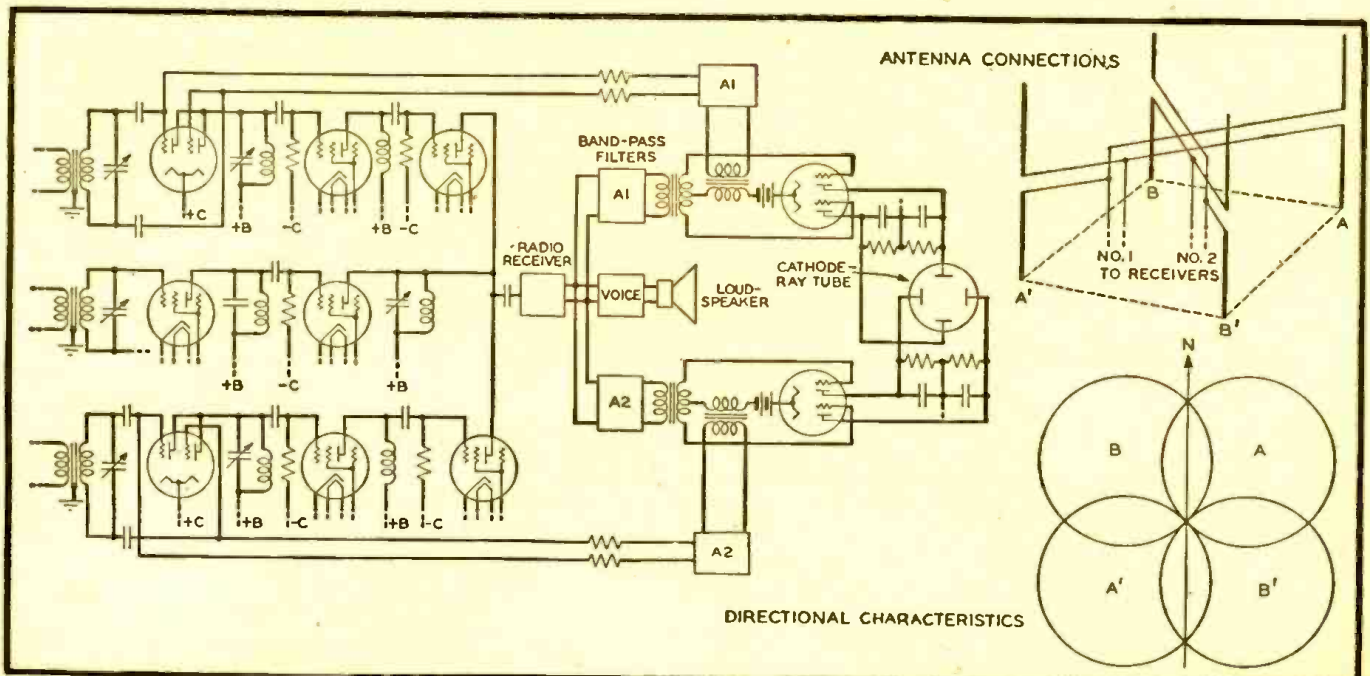 ANTENNA CONNECTIONS
A1
BAND-PASS
FILTERS
A1
+C
+B
-C
+B
-C
RADIO
RECEIVER
VOICE
LOUD-
SPEAKER
CATHODE-
RAY TUBE
B
A
NO.1
NO.2
TO RECEIVERS
A'
B'
+B
-C
+B
A2
+C
+B
-C
+B
-C
A2
N
B
A
A'
B'
DIRECTIONAL CHARACTERISTICS